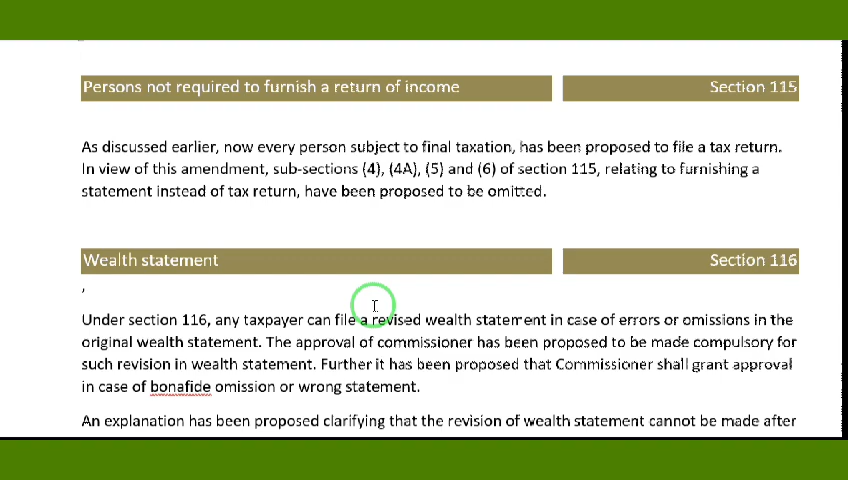 Persons not required to furnish a return of income Section 115
As discussed earlier, now every person subject to final taxation, has been proposed to file a tax return.
In view of this amendment, sub-sections (4), (4A), (5) and (6) of section 115, relating to furnishing a
statement instead of tax return, have been proposed to be omitted.
Wealth statement Section 116
,
Under section 116, any taxpayer can file a revised wealth statement in case of errors or omissions in the
original wealth statement. The approval of commissioner has been proposed to be made compulsory for
such revision in wealth statement. Further it has been proposed that Commissioner shall grant approval
in case of bonafide omission or wrong statement.
An explanation has been proposed clarifying that the revision of wealth statement cannot be made after